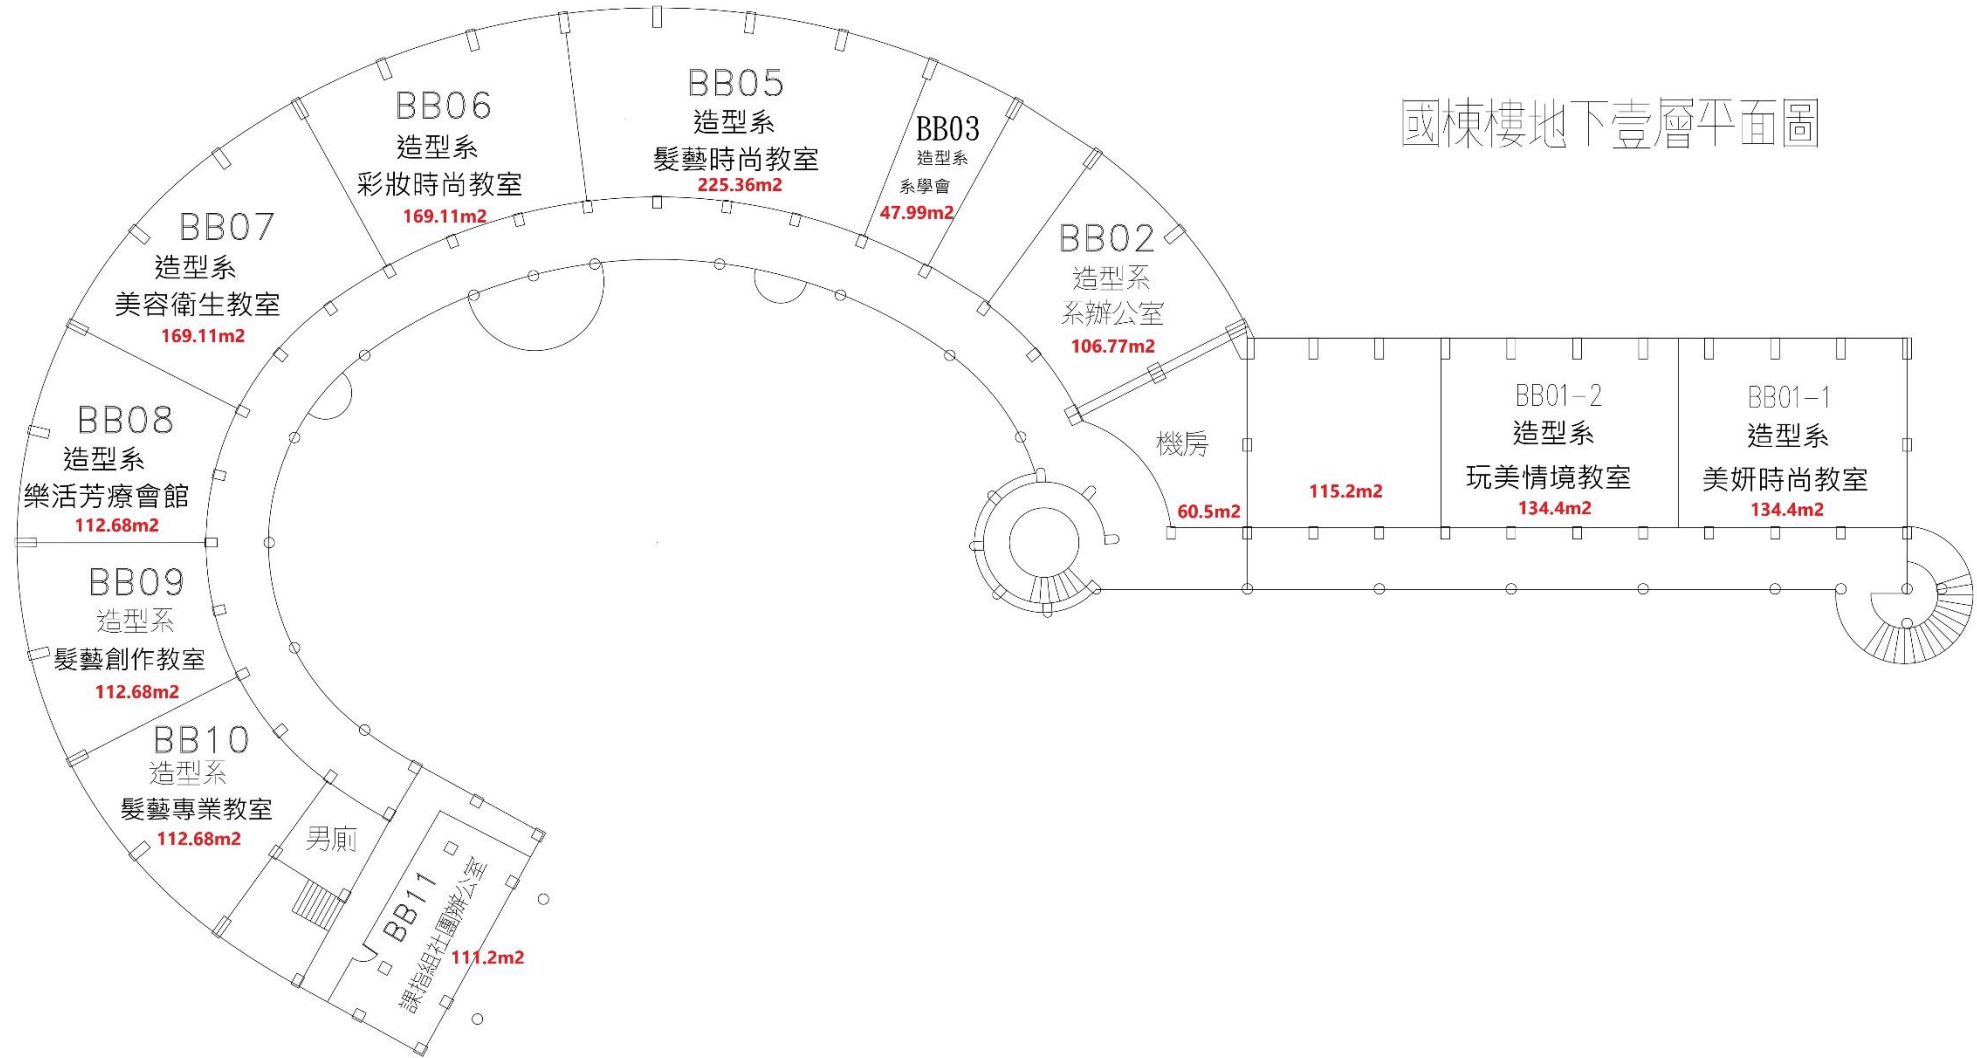 國棟樓地下壹層平面圖
BB05
造型系
髮藝時尚教室
225.36m2
BB06
造型系
彩妝時尚教室
169.11m2
BB03
造型系
系學會
47.99m2
BB07
造型系
美容衛生教室
169.11m2
BB02
造型系
系辦公室
106.77m2
BB08
造型系
樂活芳療會館
112.68m2
機房
60.5m2
115.2m2
BB01-2
造型系
玩美情境教室
134.4m2
BB01-1
造型系
美妍時尚教室
134.4m2
BB09
造型系
髮藝創作教室
112.68m2
BB10
造型系
髮藝專業教室
112.68m2
男廁
BB11
課指組社團辦公室
111.2m2